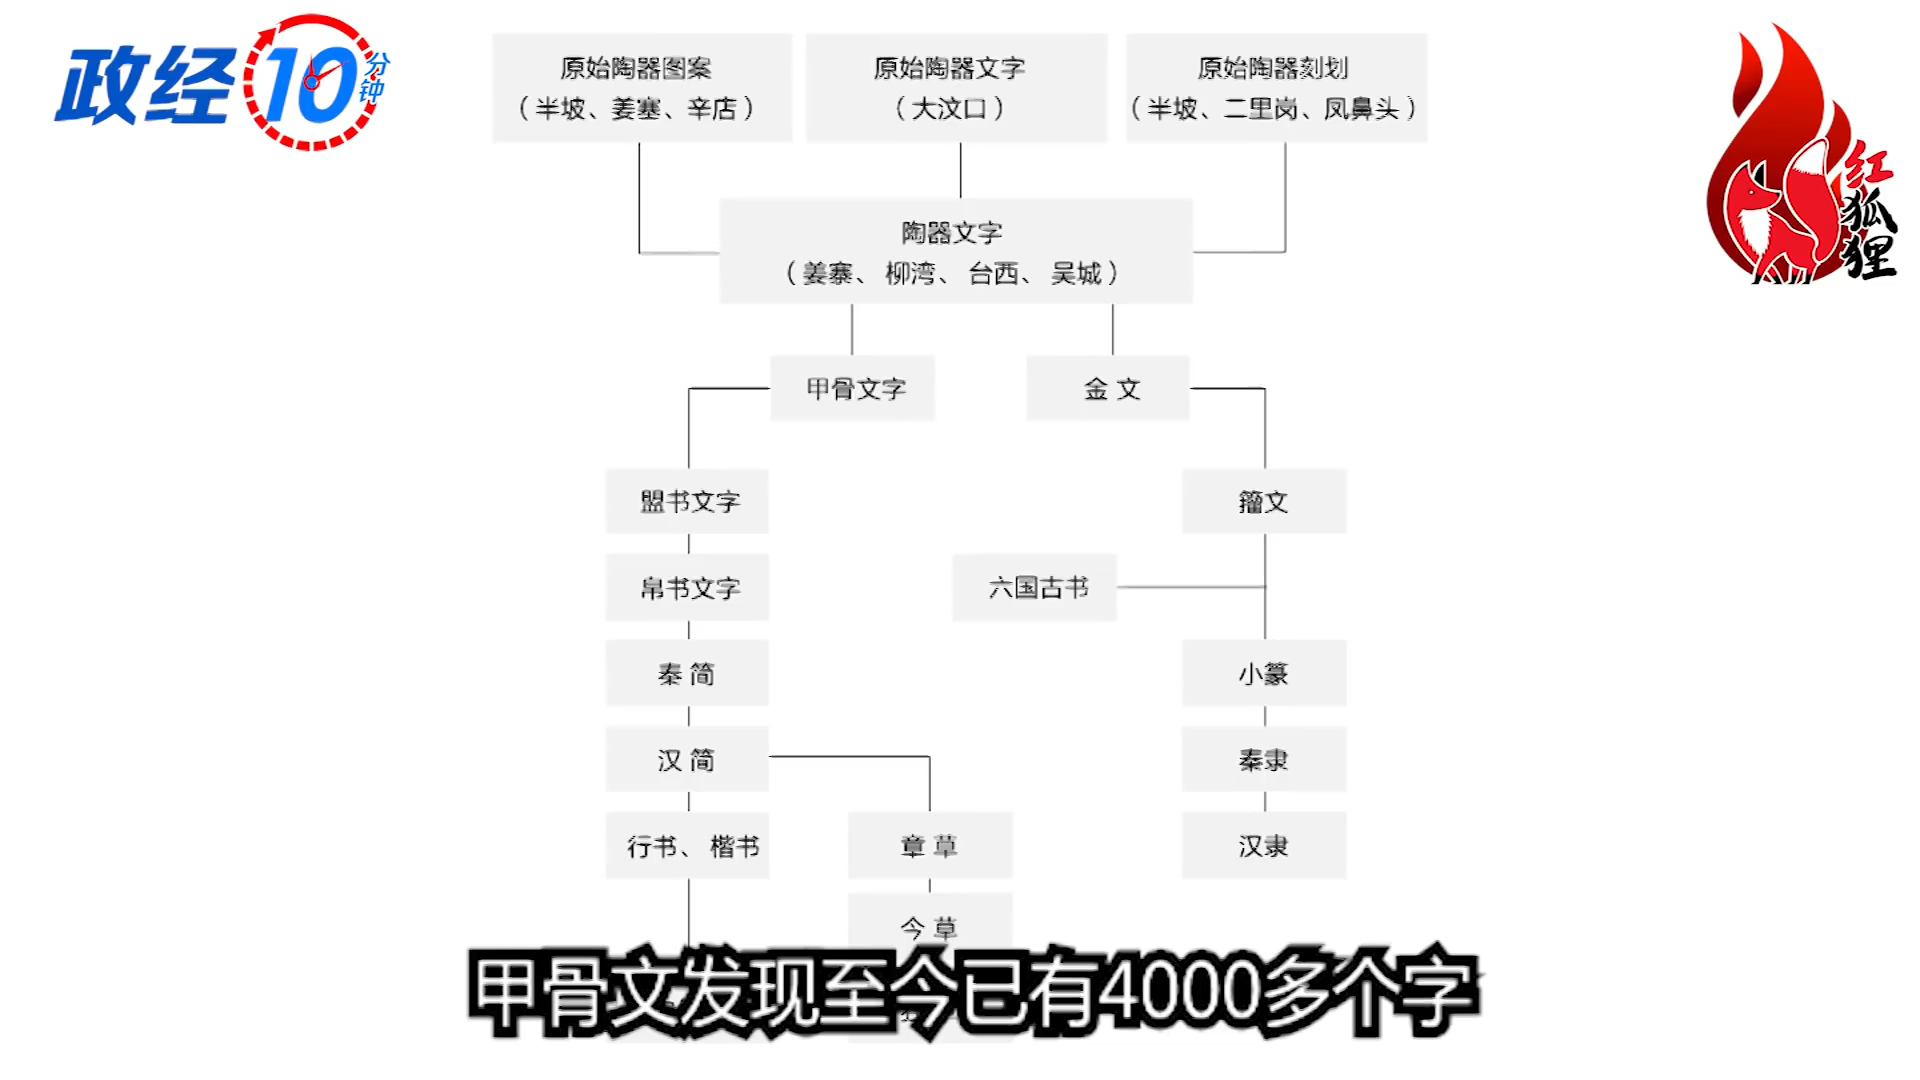 政经10分钟
原始陶器图案
（半坡、姜塞、辛店）
原始陶器文字
（大汶口）
原始陶器刻划
（半坡、二里岗、凤鼻头）
红狐狸
陶器文字
（姜寨、柳湾、台西、吴城）
甲骨文字
金文
盟书文字
籀文
帛书文字
六国古书
秦简
小篆
汉简
秦隶
行书、楷书
章草
汉隶
今草
甲骨文发现至今已有4000多个字